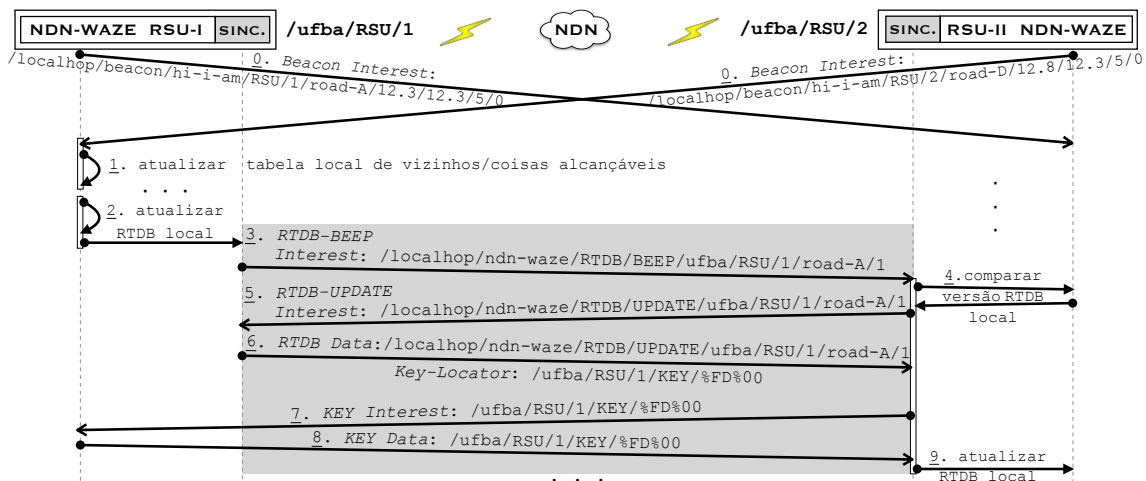 NDN-WAZE RSU-I SINC. /ufba/RSU/1 NDN /ufba/RSU/2 SINC. RSU-II NDN-WAZE
0. Beacon Interest:
/localhop/beacon/hi-i-am/RSU/1/road-A/12.3/12.3/5/0
0. Beacon Interest:
/localhop/beacon/hi-i-am/RSU/2/road-D/12.8/12.3/5/0
1. atualizar tabela local de vizinhos/coisas alcançáveis
. . .
2. atualizar
RTDB local
3. RTDB-BEEP
Interest: /localhop/ndn-waze/RTDB/BEEP/ufba/RSU/1/road-A/1
4.comparar
versão RTDB
local
5. RTDB-UPDATE
Interest: /localhop/ndn-waze/RTDB/UPDATE/ufba/RSU/1/road-A/1
6. RTDB Data:/localhop/ndn-waze/RTDB/UPDATE/ufba/RSU/1/road-A/1
Key-Locator: /ufba/RSU/1/KEY/%FD%00
7. KEY Interest: /ufba/RSU/1/KEY/%FD%00
8. KEY Data: /ufba/RSU/1/KEY/%FD%00
9. atualizar
RTDB local
. . .